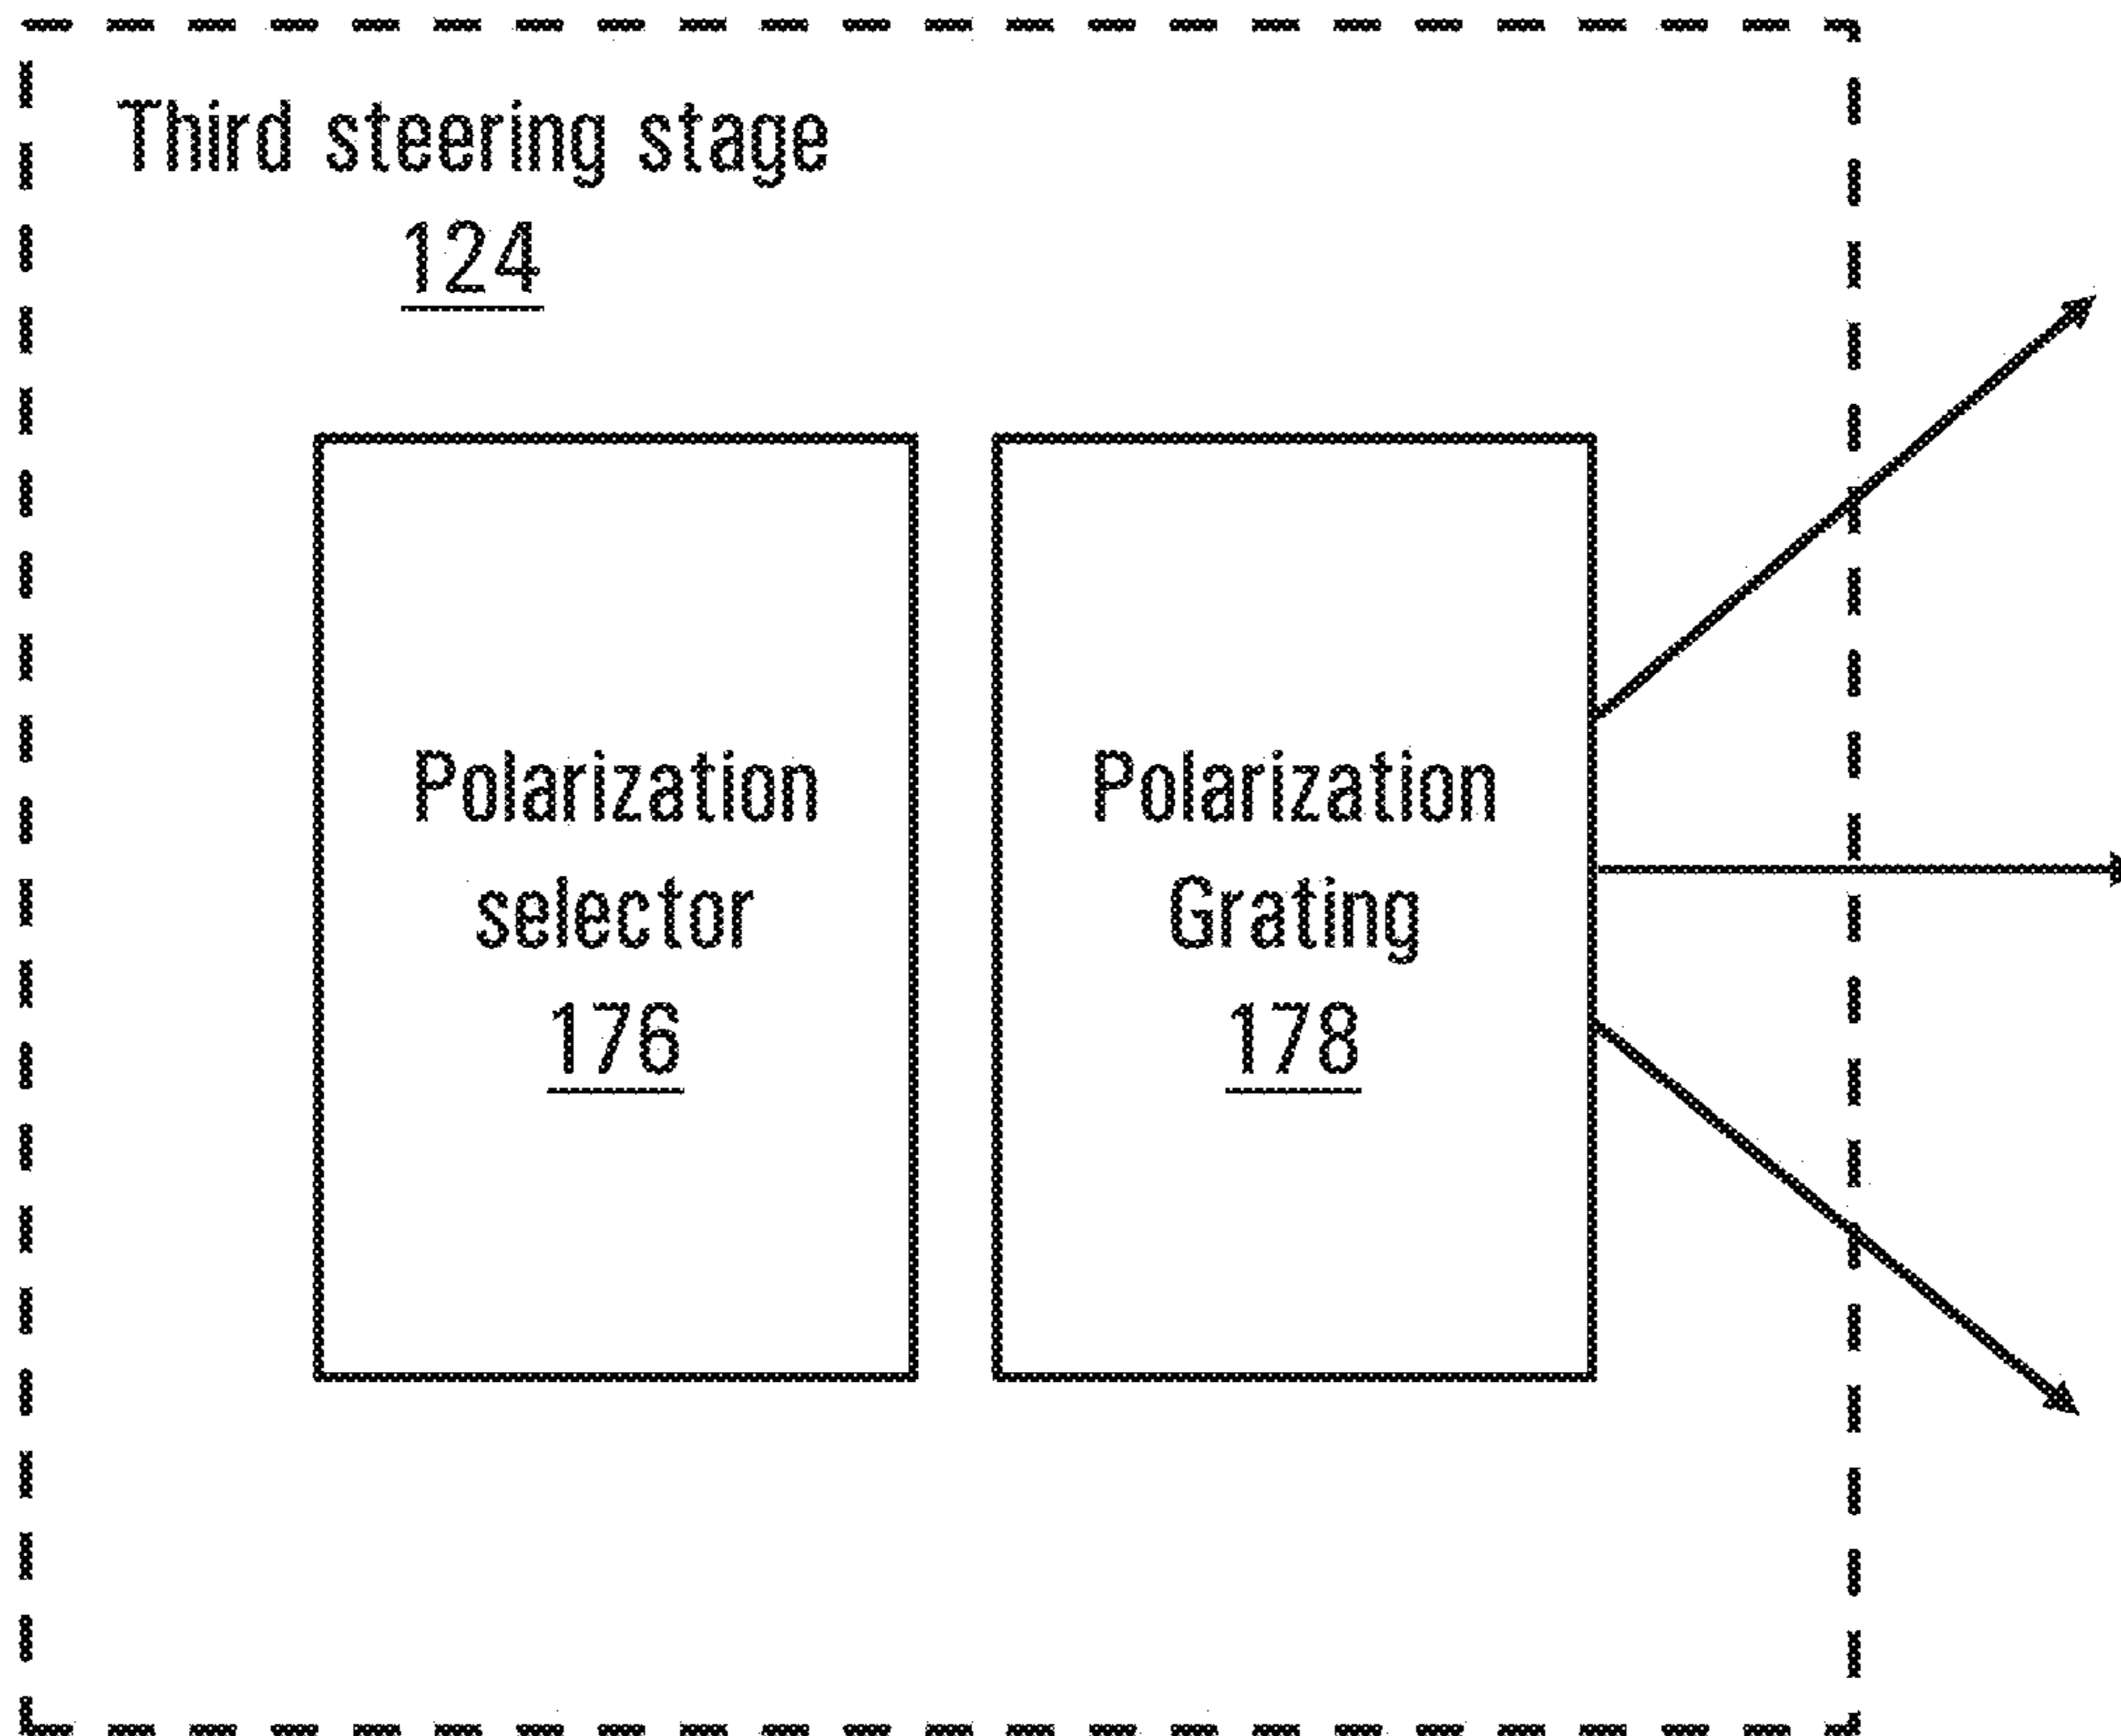 Third steering stage
124
Polarization
selector
176
Polarization
Grating
178